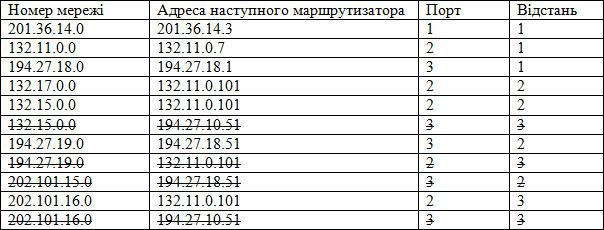 Номер мережі Адреса наступного маршрутизатора Порт Відстань
201.36.14.0 201.36.14.3 1 1
132.11.0.0 132.11.0.7 2 1
194.27.18.0 194.27.18.1 3 1
132.17.0.0 132.11.0.101 2 2
132.15.0.0 132.11.0.101 2 2
132.15.0.0 194.27.10.51 3 3
194.27.19.0 194.27.18.51 3 2
194.27.19.0 132.11.0.101 2 3
202.101.15.0 194.27.18.51 3 2
202.101.16.0 132.11.0.101 2 3
202.101.16.0 194.27.10.51 3 3